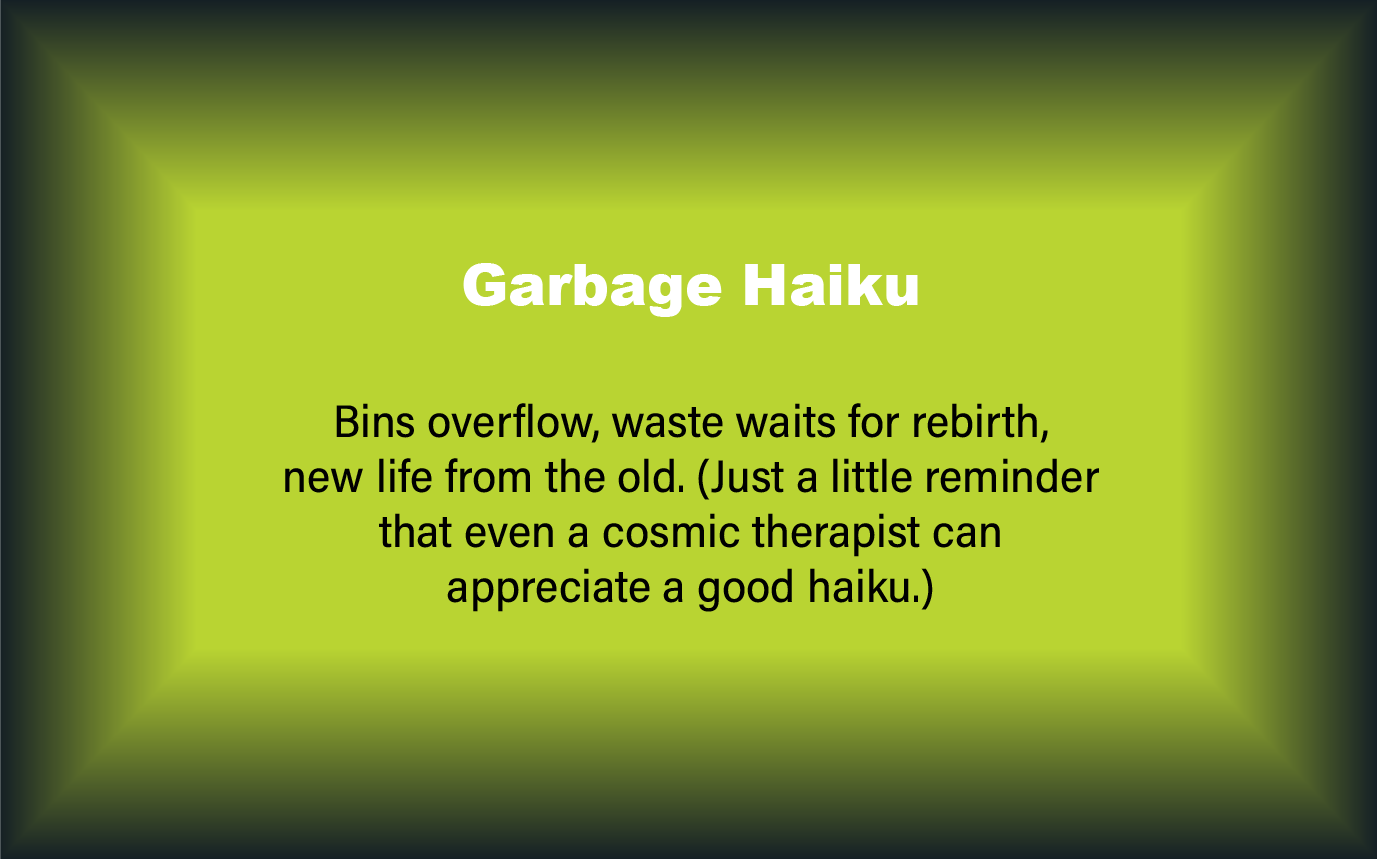 Garbage Haiku
Bins overflow, waste waits for rebirth,
new life from the old. (Just a little reminder
that even a cosmic therapist can
appreciate a good haiku.)